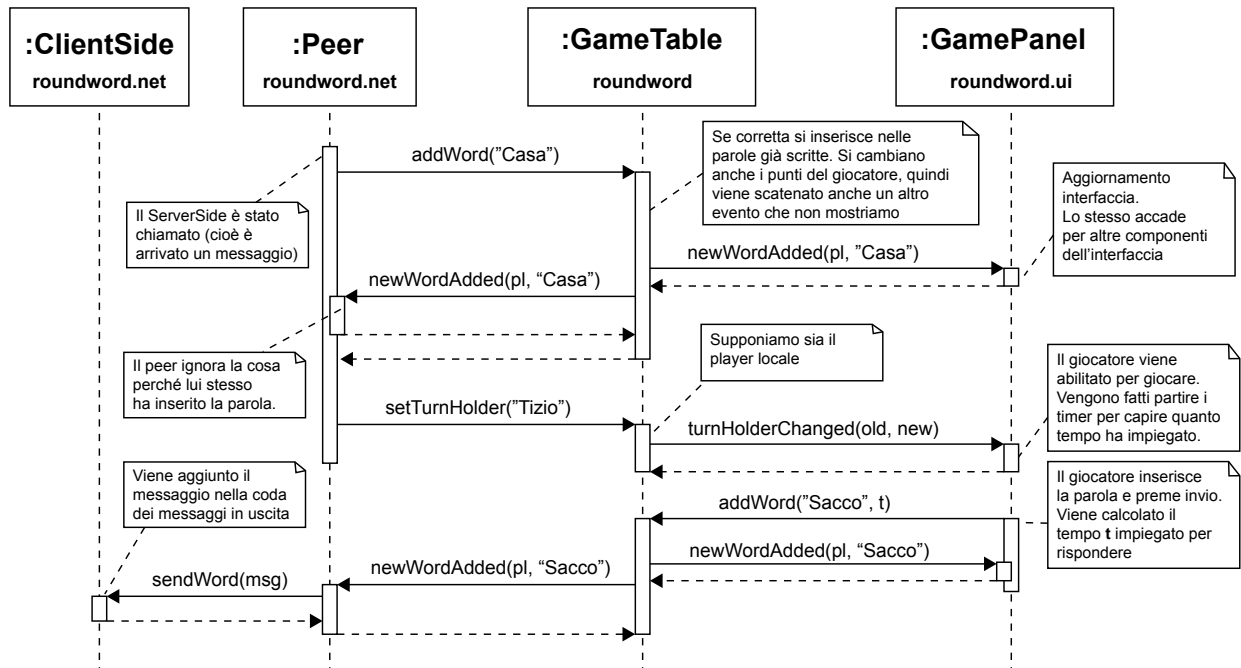 :ClientSide
roundword.net
:Peer
roundword.net
:GameTable
roundword
:GamePanel
roundword.ui
addWord("Casa")
Se corretta si inserisce nelle
parole già scritte. Si cambiano
anche i punti del giocatore, quindi
viene scatenato anche un altro
evento che non mostriamo
Aggiornamento
interfaccia.
Lo stesso accade
per altre componenti
dell'interfaccia
Il ServerSide è stato
chiamato (cioè è
arrivato un messaggio)
newWordAdded(pl, "Casa")
newWordAdded(pl, "Casa")
Supponiamo sia il
player locale
Il peer ignora la cosa
perché lui stesso
ha inserito la parola.
Il giocatore viene
abilitato per giocare.
Vengono fatti partire i
timer per capire quanto
tempo ha impiegato.
setTurnHolder("Tizio")
turnHolderChanged(old, new)
Viene aggiunto il
messaggio nella coda
dei messaggi in uscita
Il giocatore inserisce
la parola e preme invio.
Viene calcolato il
tempo t impiegato per
rispondere
addWord("Sacco", t)
newWordAdded(pl, "Sacco")
newWordAdded(pl, "Sacco")
sendWord(msg)